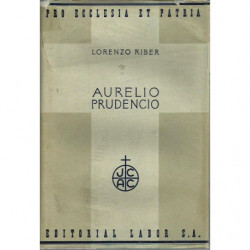 PRO ECCLESIA ET PATRIA
LORENZO RIBER
AURELIO
PRUDENCIO
J C
A C
EDITORIAL LABOR S.A.